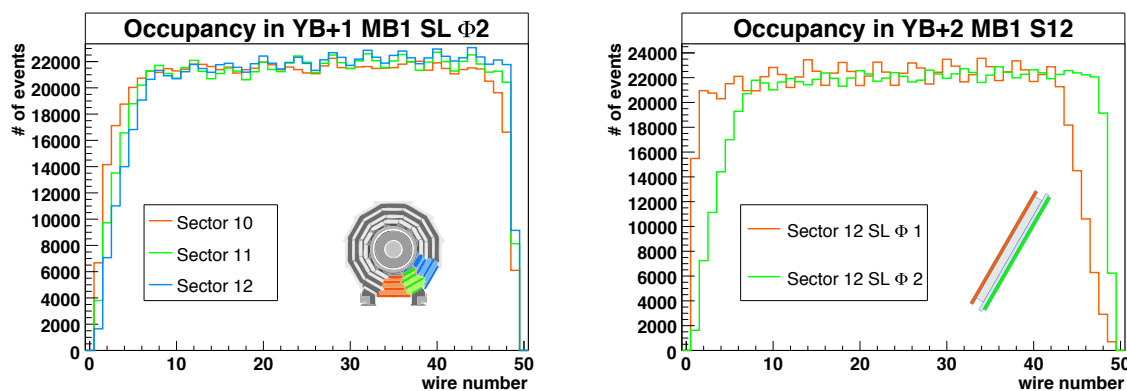 Occupancy in YB+1 MB1 SL Φ2
# of events
22000
20000
18000
16000
14000
12000
10000
8000
6000
4000
2000
0
Sector 10
Sector 11
Sector 12
0 10 20 30 40 50
wire number
Occupancy in YB+2 MB1 S12
# of events
24000
22000
20000
18000
16000
14000
12000
10000
8000
6000
4000
2000
0
Sector 12 SL Φ 1
Sector 12 SL Φ 2
0 10 20 30 40 50
wire number